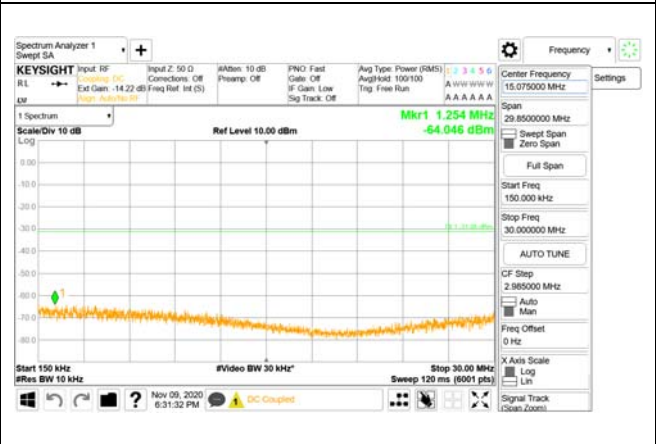 Spectrum Analyzer 1
Swept SA
Frequency
KEYSIGHT
RL
Input: RF
Coupling: DC
Ext Gain: -14.22 dB
Align: Auto/No RF
Input Z: 50 Ω
Corrections: Off
Freq Ref: Int (S)
#Atten: 10 dB
Preamp: Off
PNO: Fast
Gate: Off
IF Gain: Low
Sig Track: Off
Avg Type: Power (RMS)
Avg|Hold: 100/100
Trig: Free Run
1 2 3 4 5 6
A W W W W W
A A A A A A
1 Spectrum
Scale/Div 10 dB
Log
Ref Level 10.00 dBm
Mkr1 1.254 MHz
-64.046 dBm
0.00
-10.0
-20.0
-30.0
-40.0
-50.0
-60.0
-70.0
-80.0
1
Start 150 kHz
#Res BW 10 kHz
#Video BW 30 kHz*
Stop 30.00 MHz
Sweep 120 ms (6001 pts)
Nov 09, 2020
6:31:32 PM
1
DC Coupled
Center Frequency
15.075000 MHz
Settings
Span
29.8500000 MHz
Swept Span
Zero Span
Full Span
Start Freq
150.000 kHz
Stop Freq
30.000000 MHz
AUTO TUNE
CF Step
2.985000 MHz
Auto
Man
Freq Offset
0 Hz
X Axis Scale
Log
Lin
Signal Track
(Span Zoom)